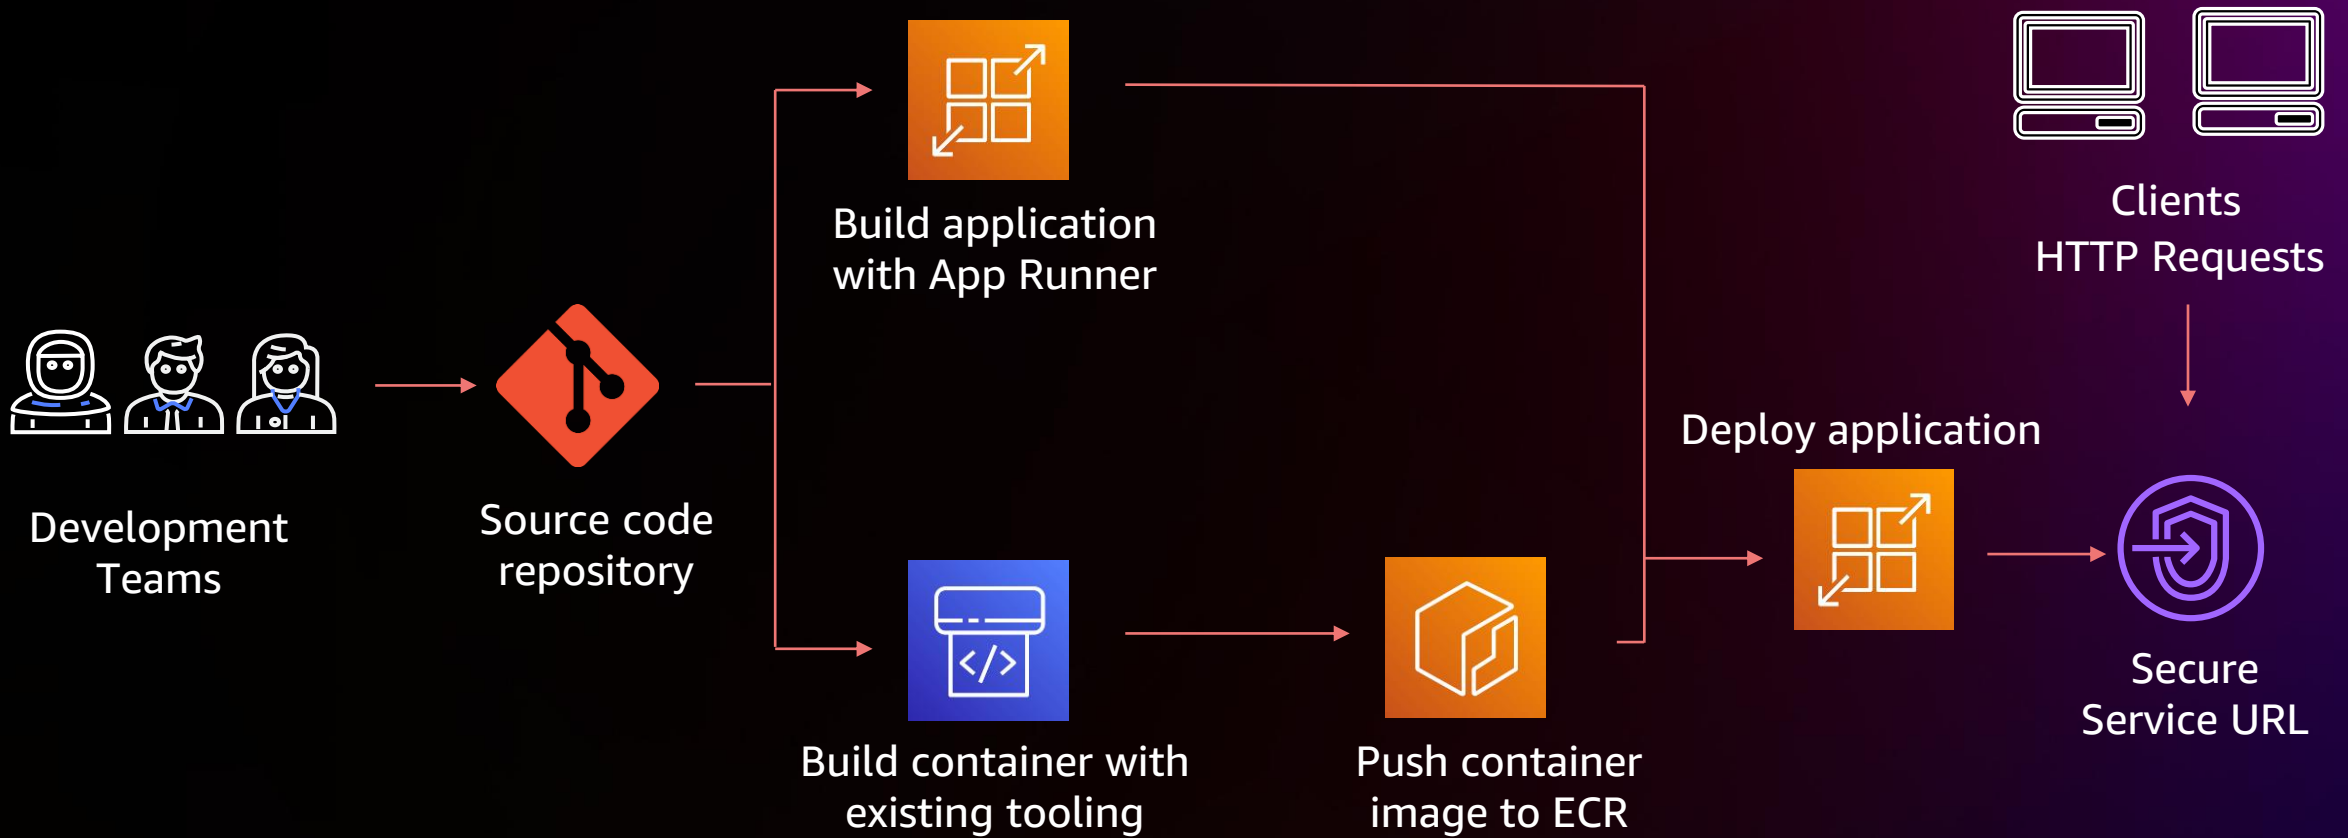 Development
Teams
Source code
repository
Build application
with App Runner
Build container with
existing tooling
Push container
image to ECR
Deploy application
Clients
HTTP Requests
Secure
Service URL